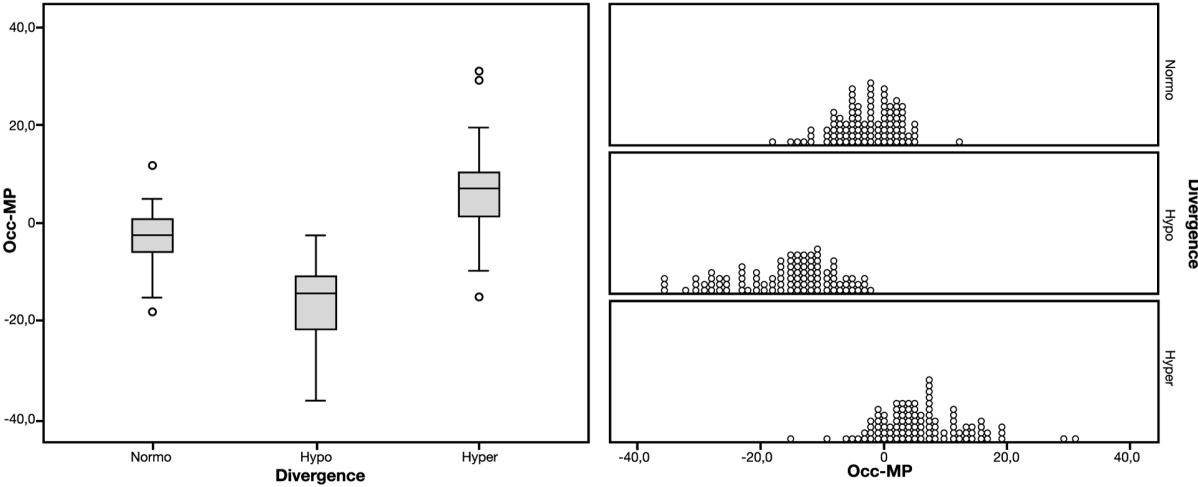 40,0
20,0
0
-20,0
-40,0
Occ-MP
Normo
Hypo
Hyper
Divergence
Normo
Hypo
Hyper
Divergence
-40,0
-20,0
0
20,0
40,0
Occ-MP